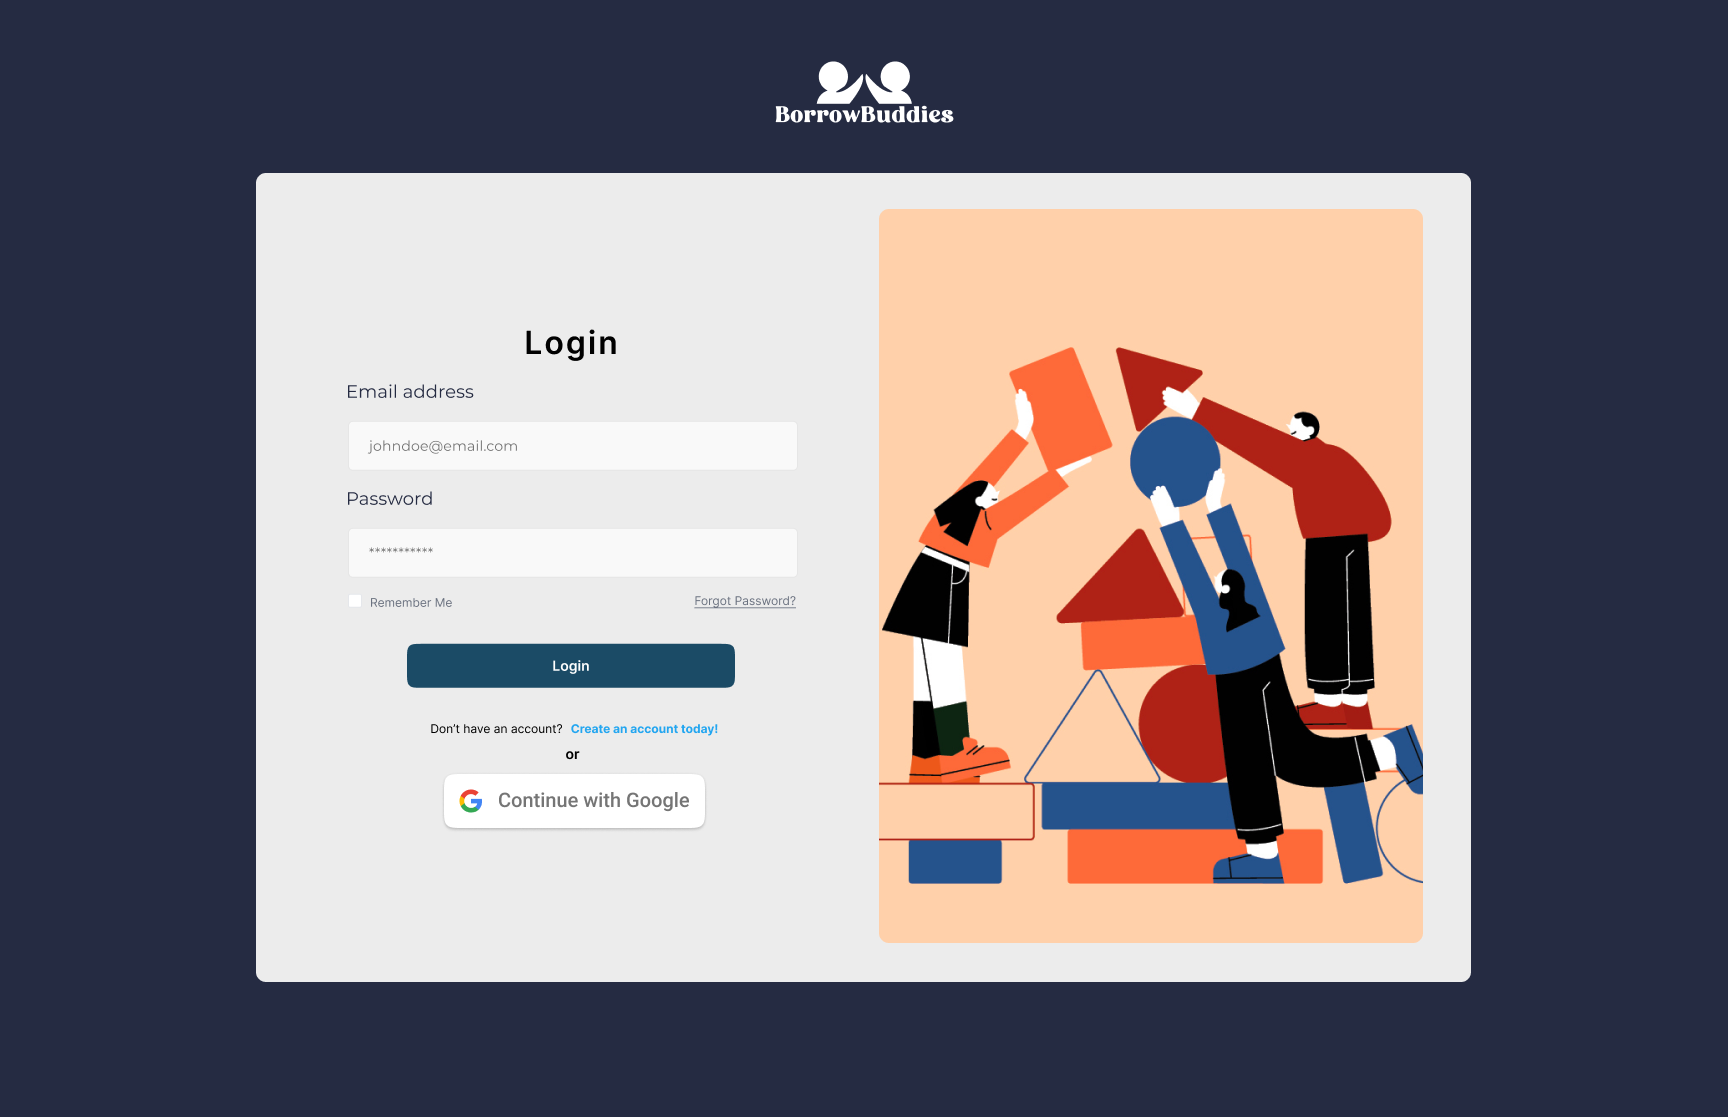 BorrowBuddies
Login
Email address
johndoe@email.com
Password
***********
Remember Me
Forgot Password?
Login
Don't have an account? Create an account today!
or
Continue with Google